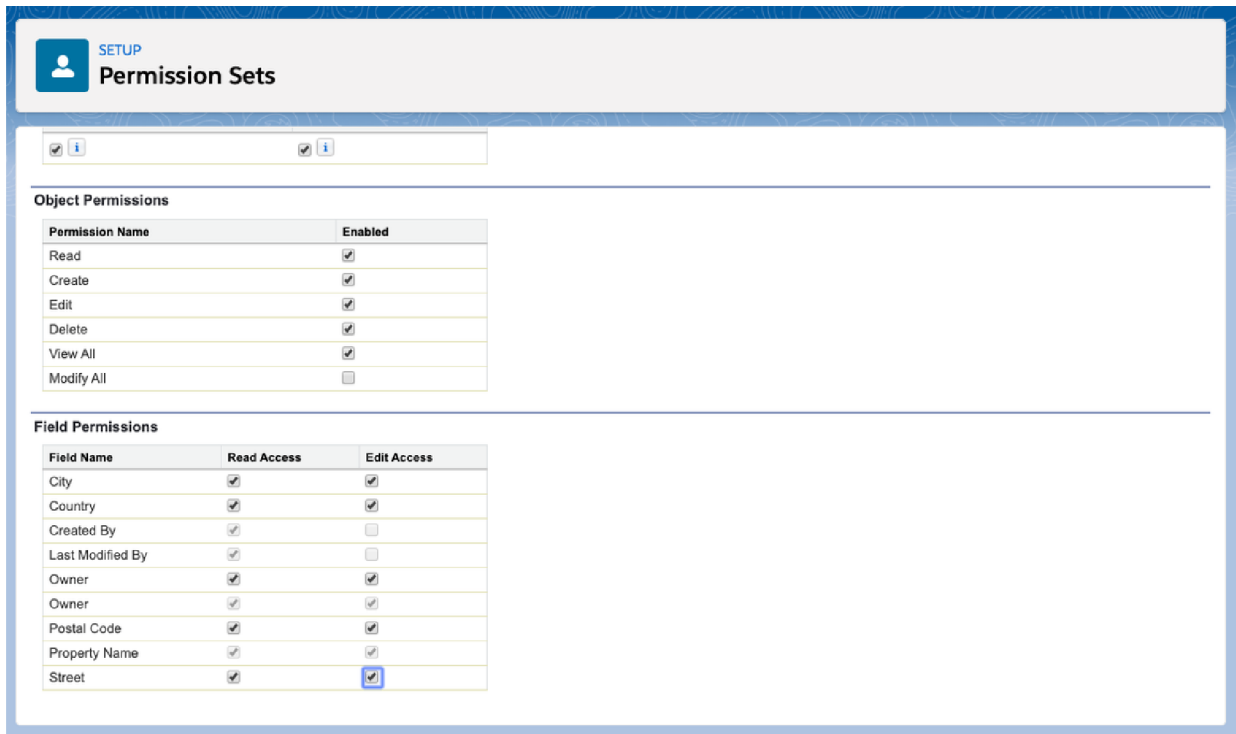 SETUP
Permission Sets
i i
Object Permissions
Permission Name Enabled
Read
Create
Edit
Delete
View All
Modify All
Field Permissions
Field Name Read Access Edit Access
City
Country
Created By
Last Modified By
Owner
Owner
Postal Code
Property Name
Street